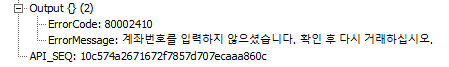 Output {} (2)
ErrorCode: 80002410
ErrorMessage: 계좌번호를 입력하지 않으셨습니다. 확인 후 다시 거래하십시오.
API_SEQ: 10c574a2671672f7857d707ecaaa860c